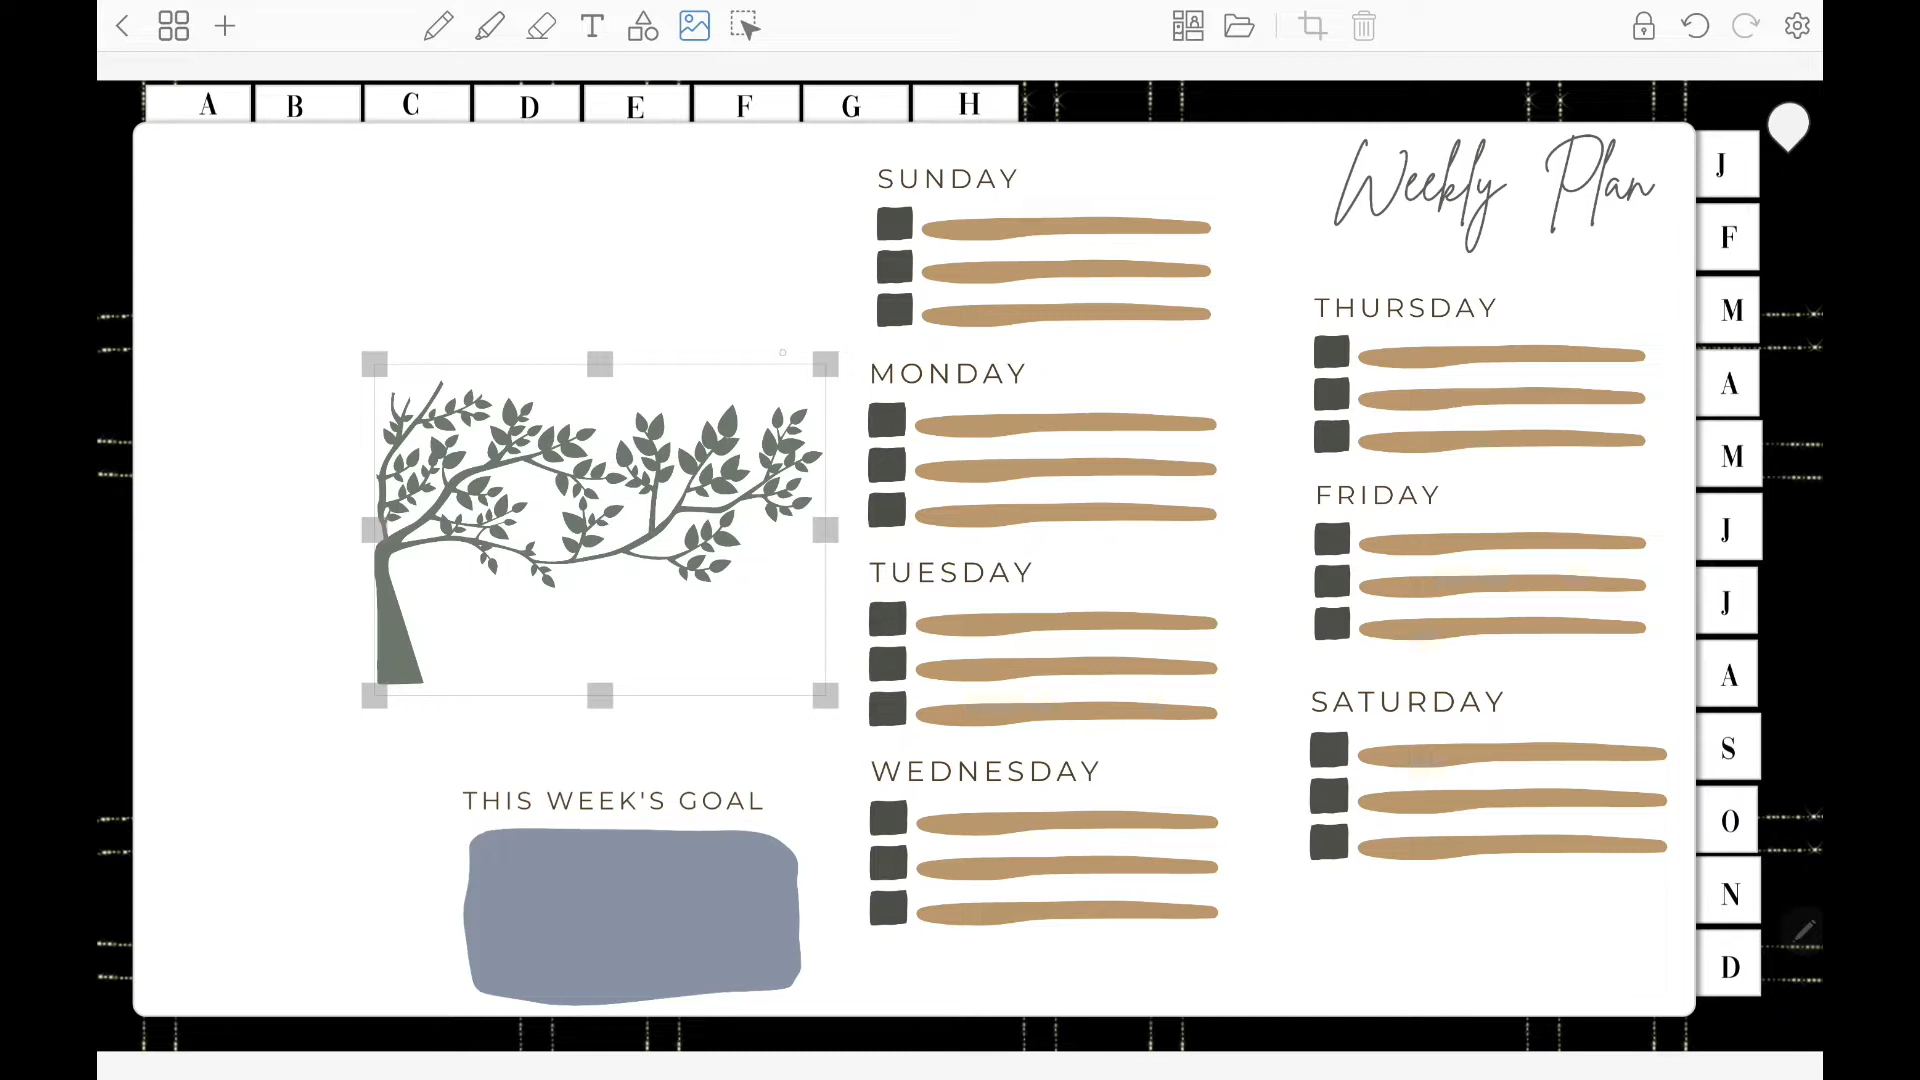 A B C D E F G H
Weekly Plan
SUNDAY
MONDAY
TUESDAY
WEDNESDAY
THURSDAY
FRIDAY
SATURDAY
THIS WEEK'S GOAL
J
F
M
A
M
J
J
A
S
O
N
D